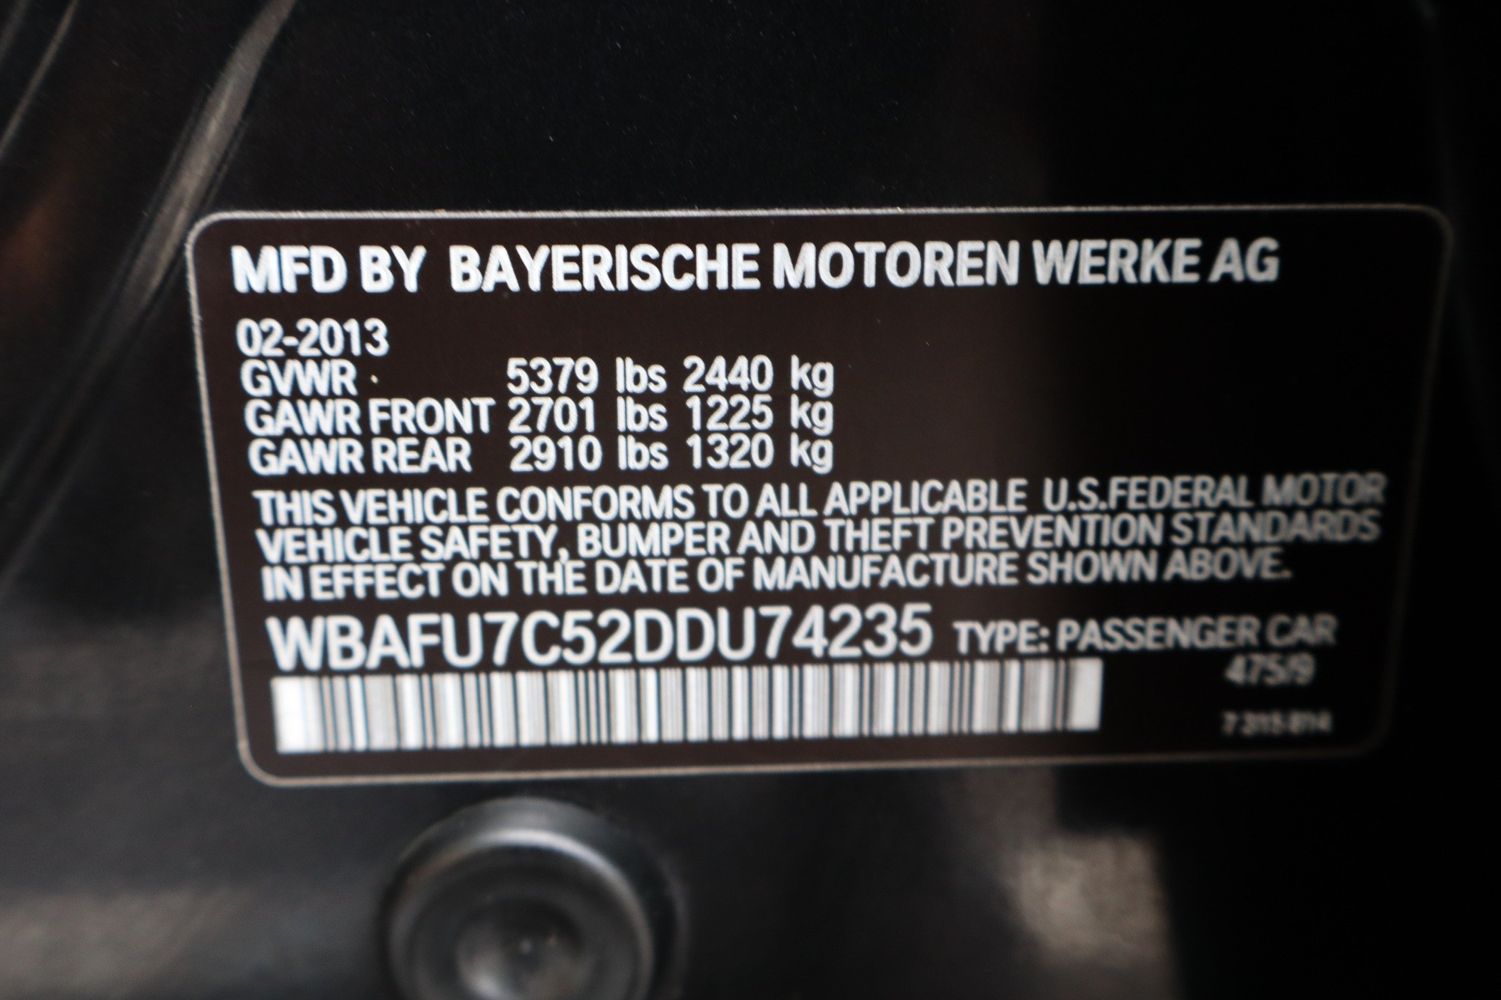 MFD BY BAYERISCHE MOTOREN WERKE AG
02-2013
GVWR 5379 lbs 2440 kg
GAWR FRONT 2701 lbs 1225 kg
GAWR REAR 2910 lbs 1320 kg
THIS VEHICLE CONFORMS TO ALL APPLICABLE U.S.FEDERAL MOTOR
VEHICLE SAFETY, BUMPER AND THEFT PREVENTION STANDARDS
IN EFFECT ON THE DATE OF MANUFACTURE SHOWN ABOVE.
WBAFU7C52DDU74235 TYPE: PASSENGER CAR
475/9